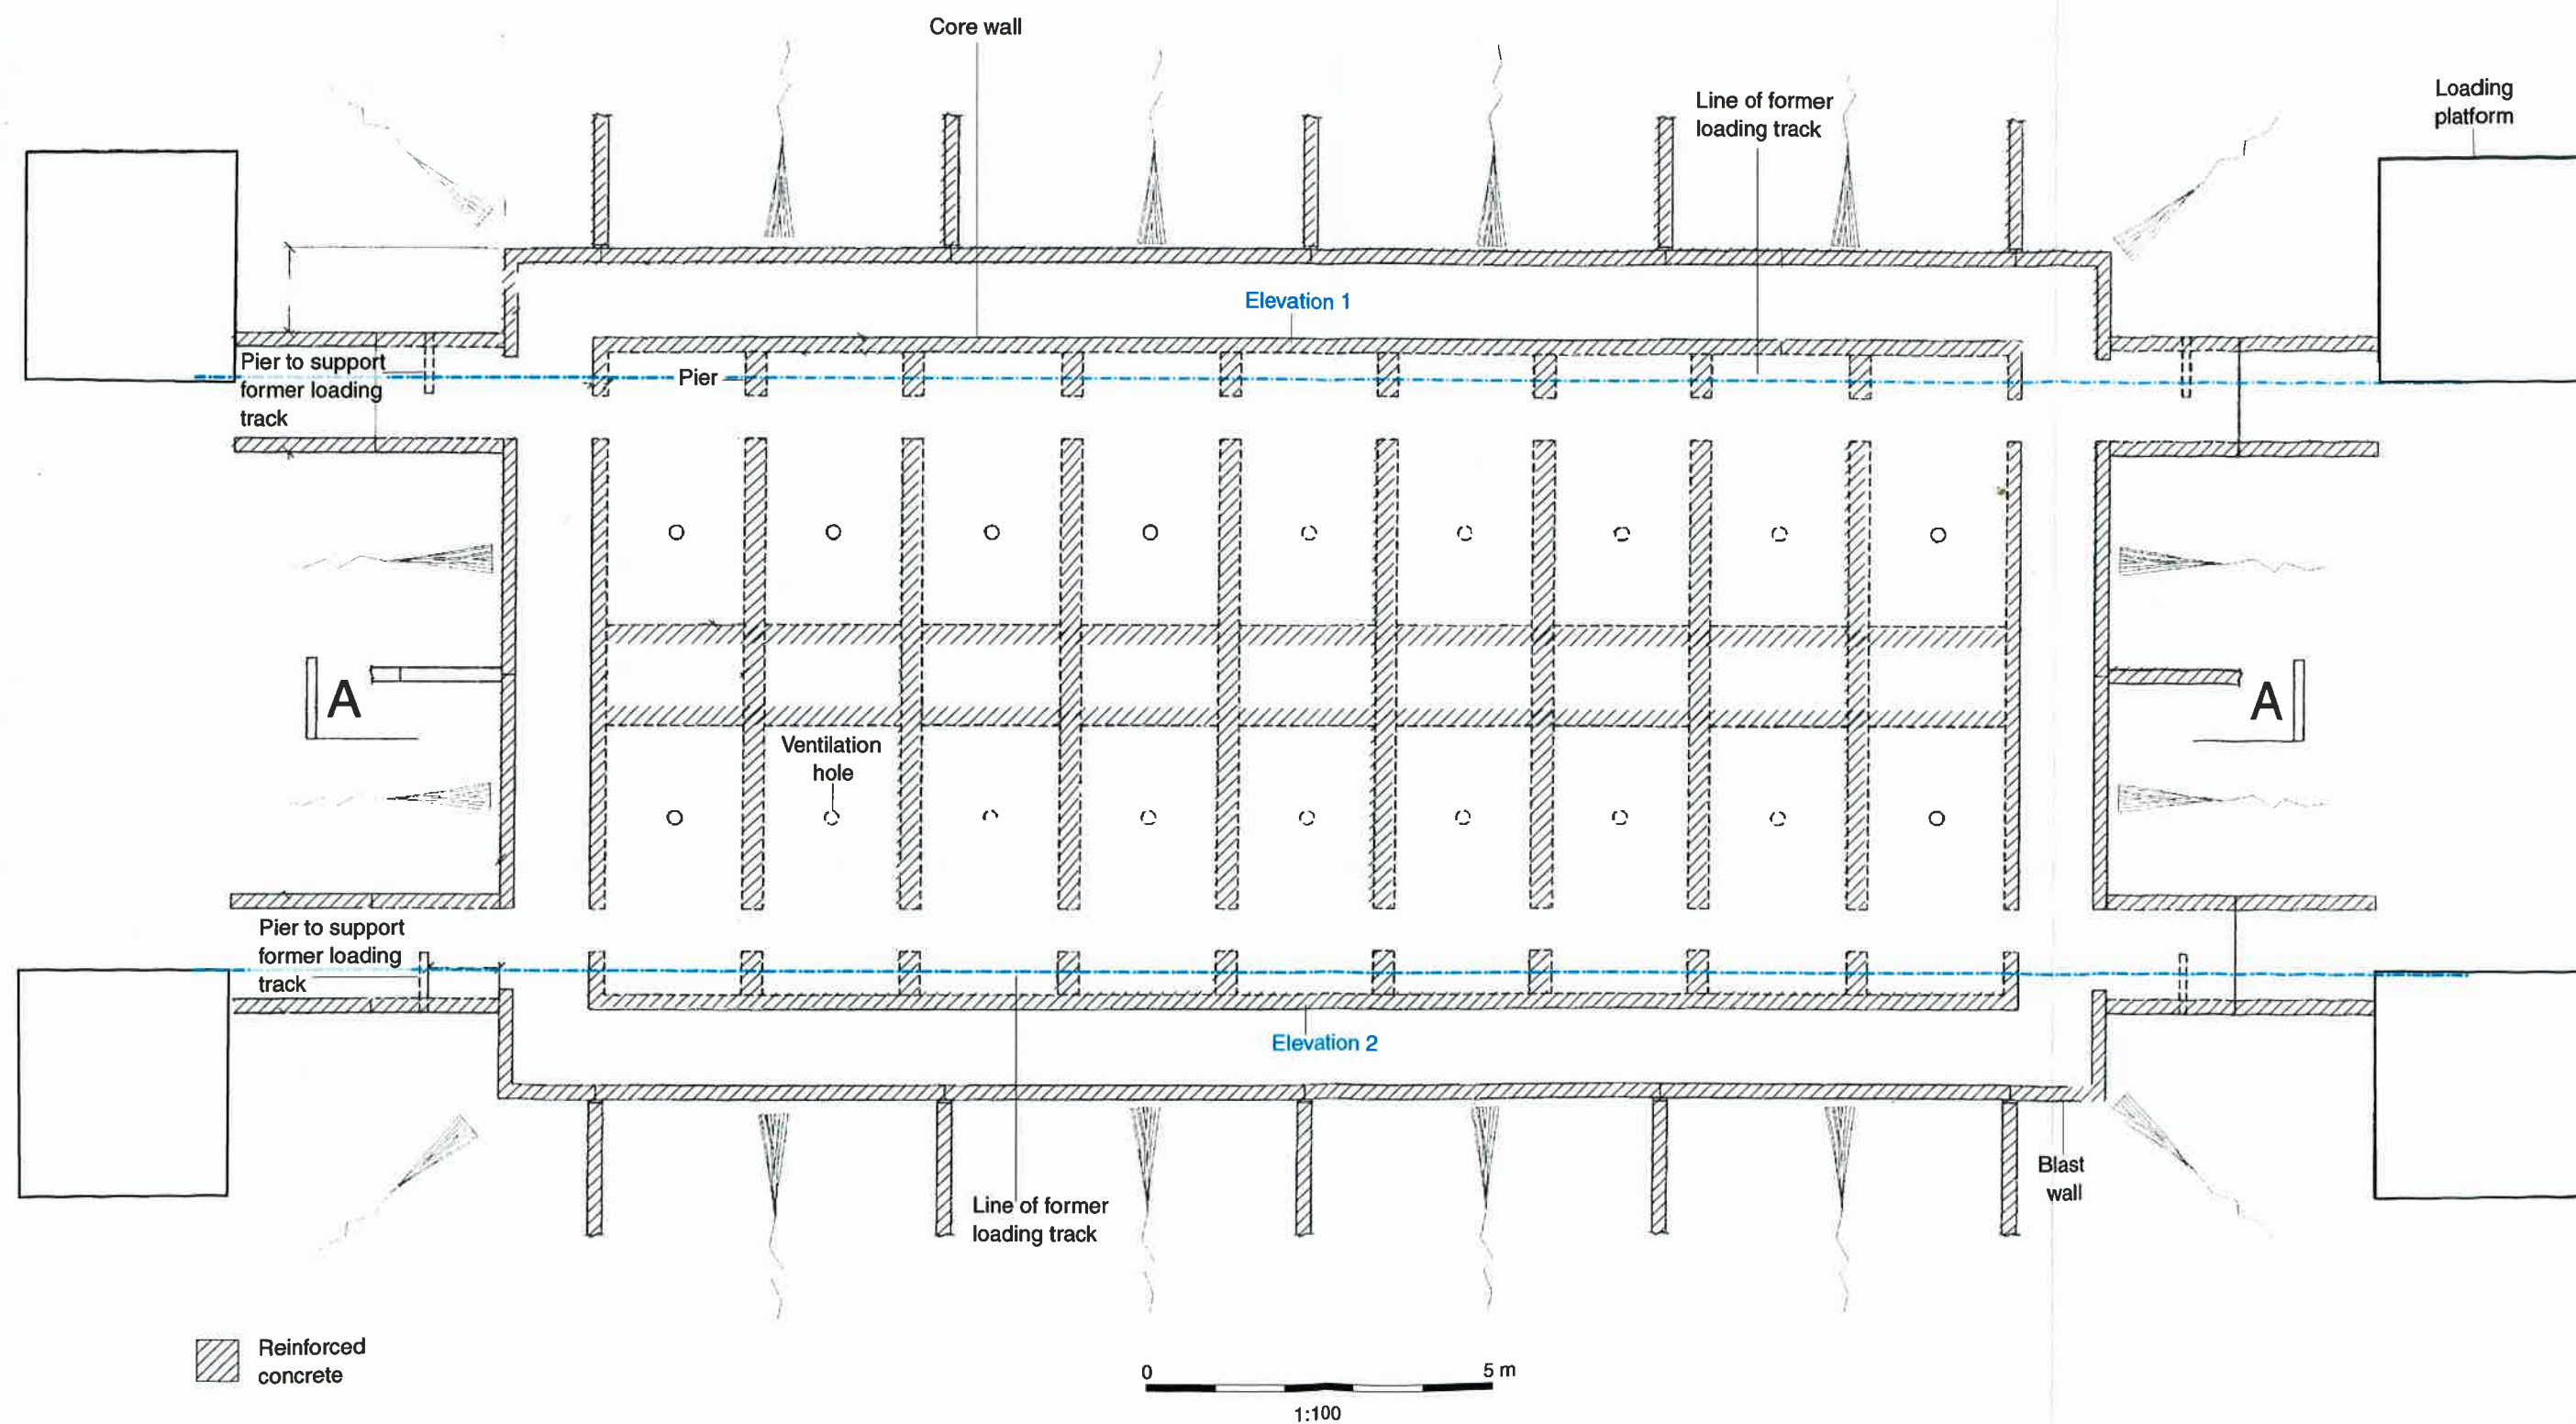 Core wall
Loading
platform
Line of former
loading track
Elevation 1
Pier to support
former loading
track
Pier
A
A
Ventilation
hole
Pier to support
former loading
track
Elevation 2
Blast
wall
Line of former
loading track
Reinforced
concrete
0
5 m
1:100